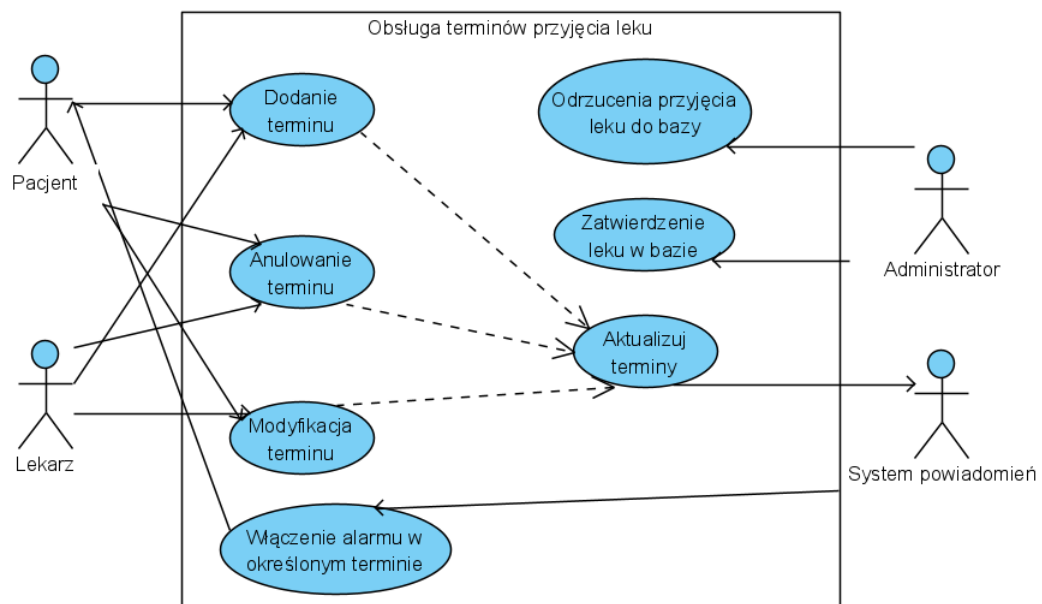 Obsługa terminów przyjęcia leku
Dodanie
terminu
Odrzucenia przyjęcia
leku do bazy
Pacjent
Zatwierdzenie
leku w bazie
Anulowanie
terminu
Administrator
Aktualizuj
terminy
Modyfikacja
terminu
Lekarz
System powiadomień
Włączenie alarmu w
określonym terminie